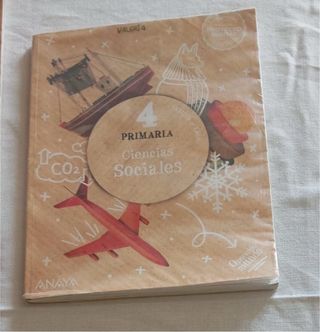 4
PRIMARIA
Ciencias
Sociales
CO2
ANAYA